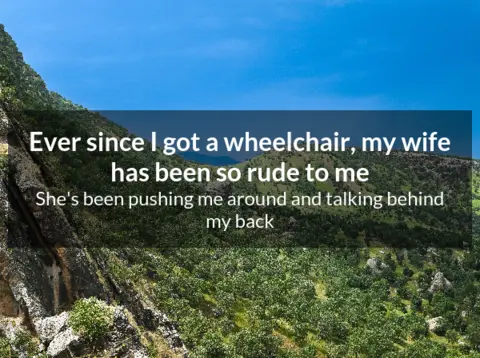 Ever since I got a wheelchair, my wife
has been so rude to me
She's been pushing me around and talking behind
my back